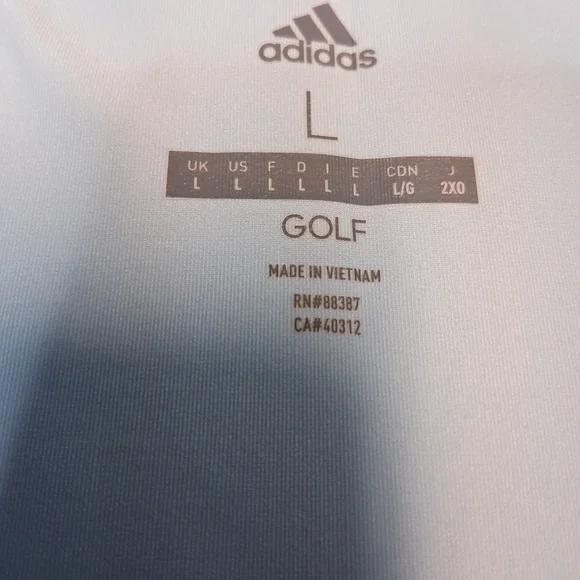 adidas
L
UK US F D I E CDN J
L L L L L L L/G 2XO
GOLF
MADE IN VIETNAM
RN#88387
CA#40312